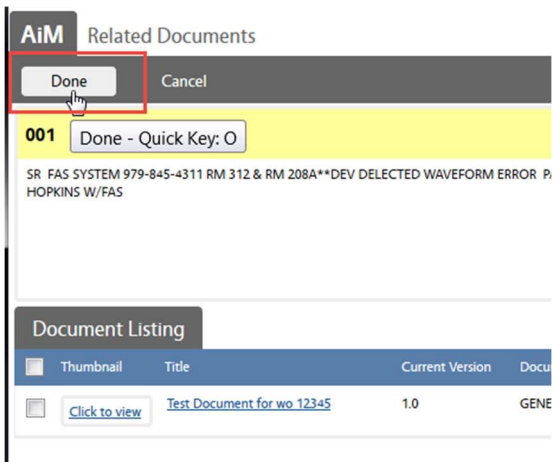 AiM Related Documents
Done Cancel
001 Done - Quick Key: O
SR FAS SYSTEM 979-845-4311 RM 312 & RM 208A**DEV DELECTED WAVEFORM ERROR
HOPKINS W/FAS
Document Listing
Thumbnail Title Current Version
Click to view Test Document for wo 12345 1.0